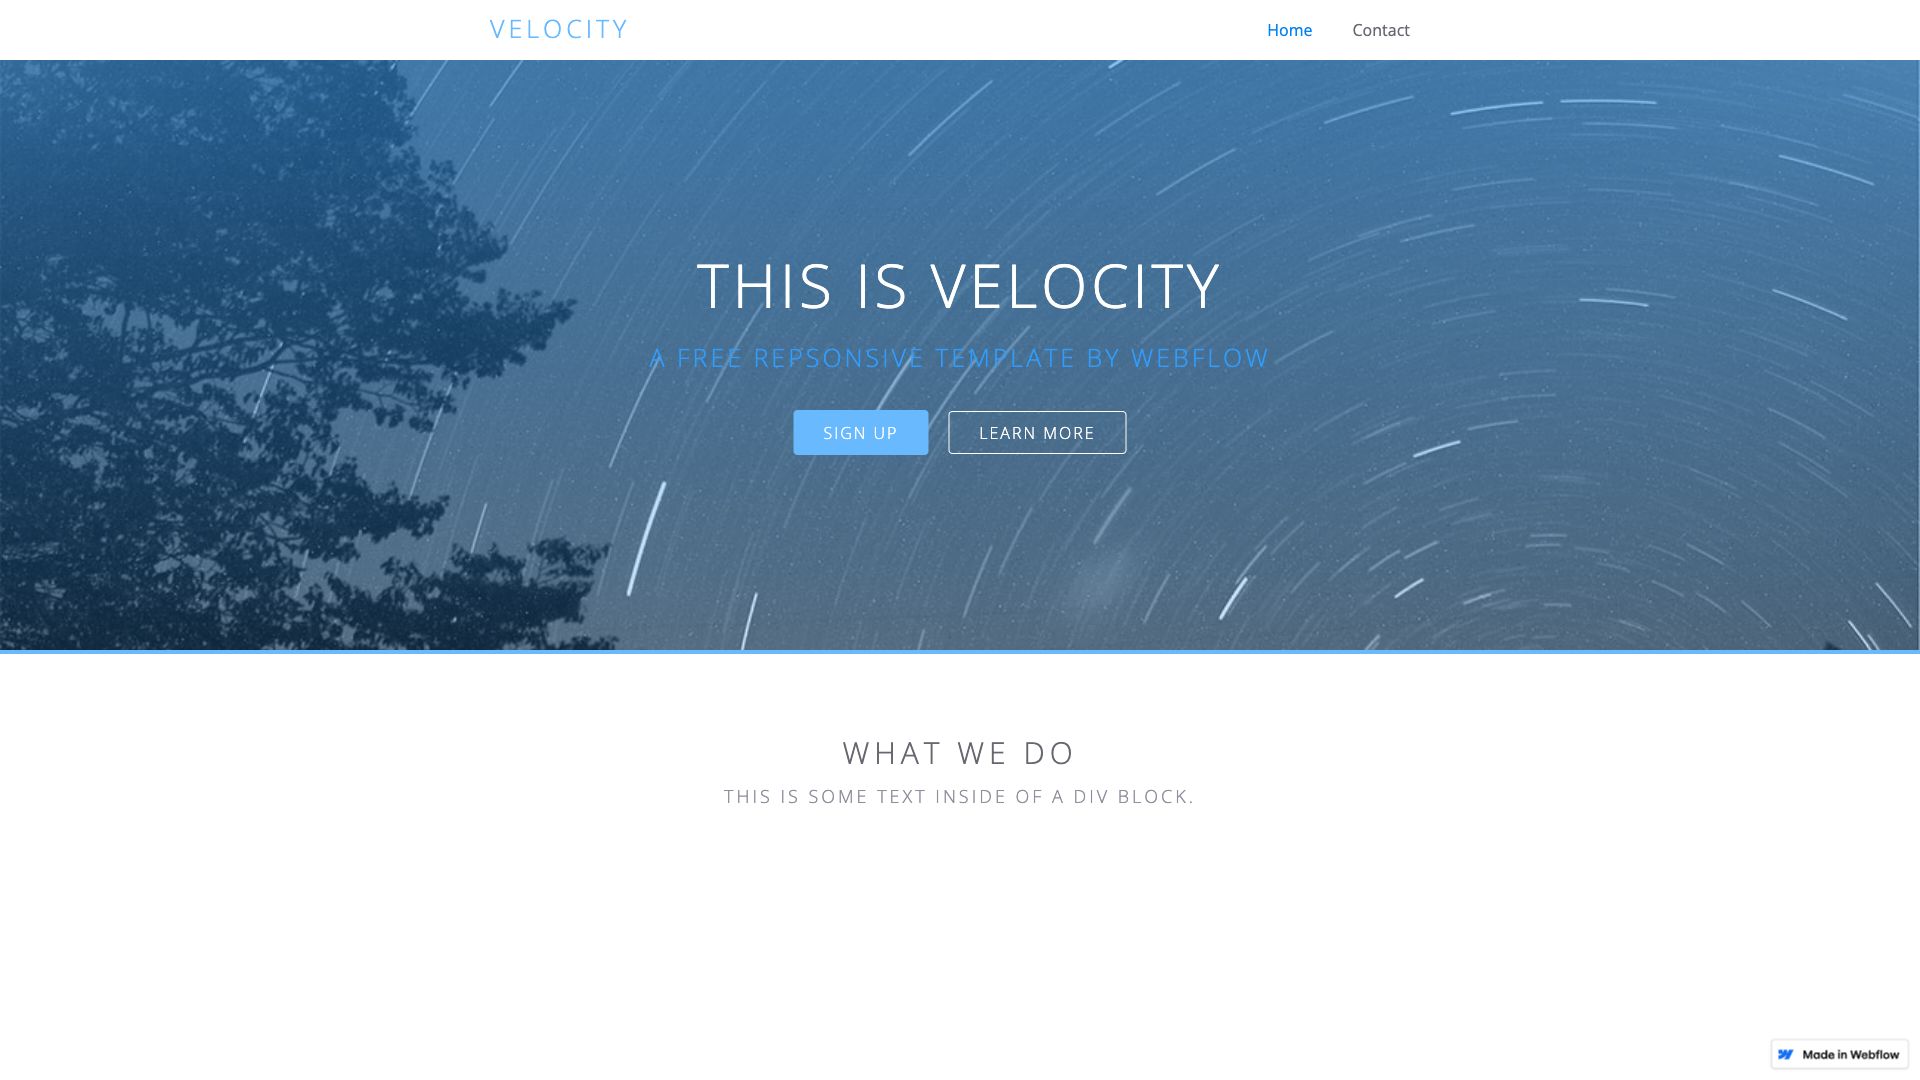 VELOCITY
Home
Contact
THIS IS VELOCITY
A FREE REPSONSIVE TEMPLATE BY WEBFLOW
SIGN UP
LEARN MORE
WHAT WE DO
THIS IS SOME TEXT INSIDE OF A DIV BLOCK.
Made in Webflow